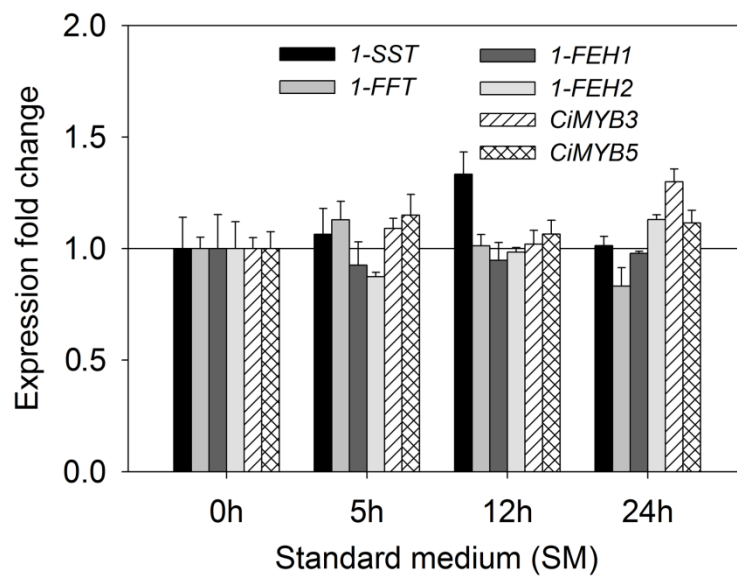 2.0
1.5
1.0
0.5
0.0
Expression fold change
1-SST
1-FFT
1-FEH1
1-FEH2
CiMYB3
CiMYB5
0h 5h 12h 24h
Standard medium (SM)